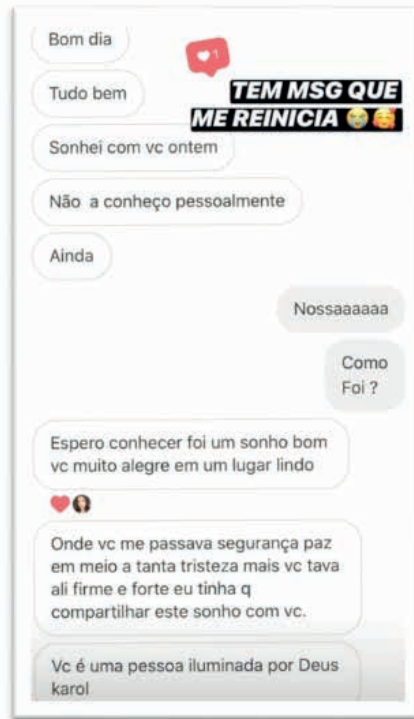 Bom dia
1
TEM MSG QUE
ME REINICIA 😭🥰
Tudo bem
Sonhei com vc ontem
Não a conheço pessoalmente
Ainda
Nossaaaaaa
Como
Foi ?
Espero conhecer foi um sonho bom
vc muito alegre em um lugar lindo
Onde vc me passava segurança paz
em meio a tanta tristeza mais vc tava
ali firme e forte eu tinha q
compartilhar este sonho com vc.
Vc é uma pessoa iluminada por Deus
karol